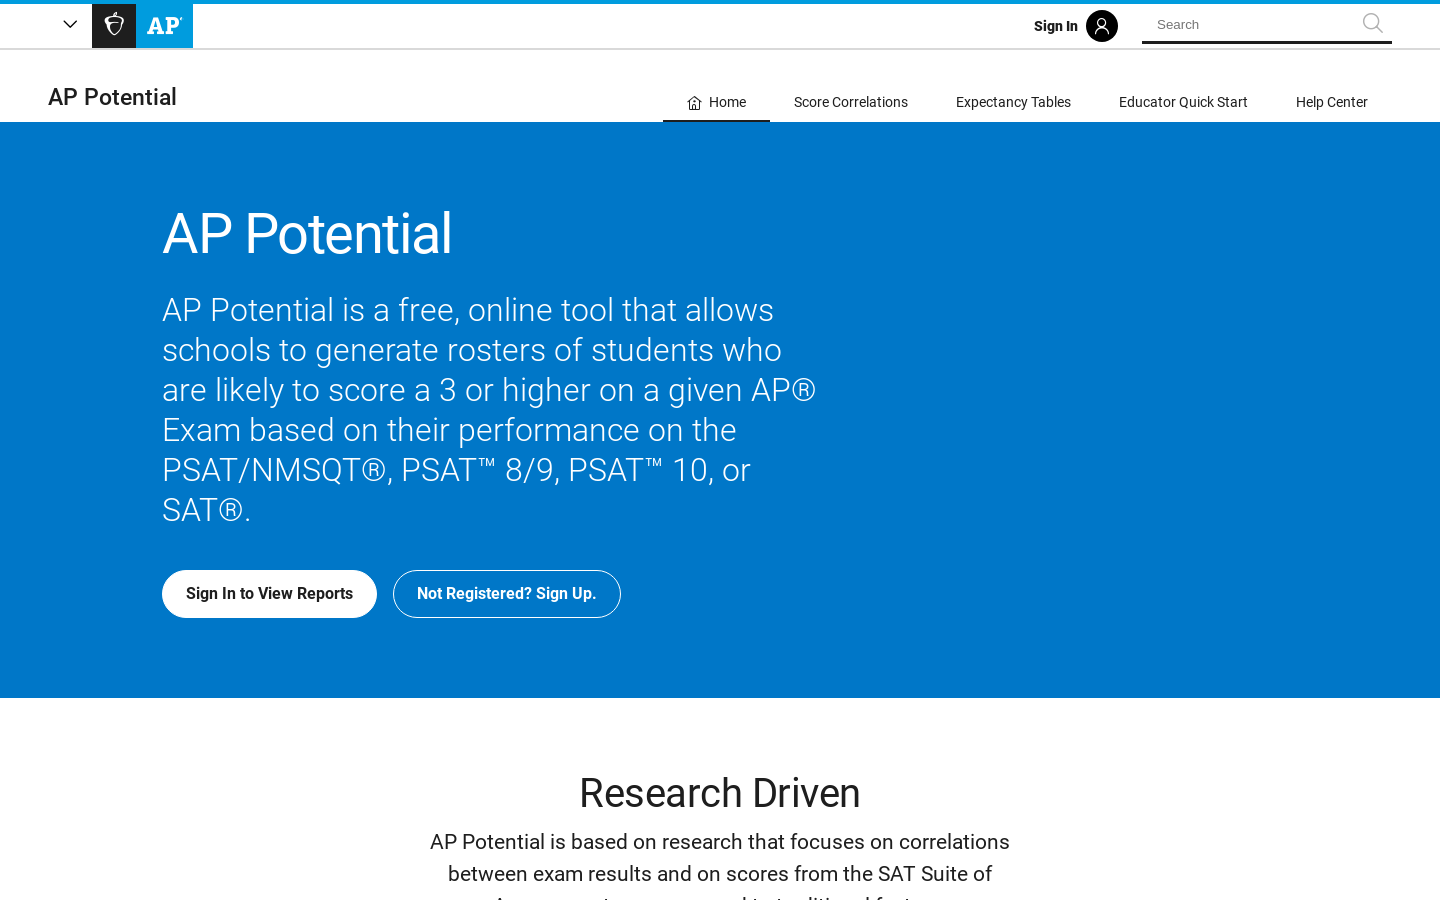 AP
Sign In
Search
AP Potential
Home
Score Correlations
Expectancy Tables
Educator Quick Start
Help Center
AP Potential
AP Potential is a free, online tool that allows
schools to generate rosters of students who
are likely to score a 3 or higher on a given AP®
Exam based on their performance on the
PSAT/NMSQT®, PSAT™ 8/9, PSAT™ 10, or
SAT®.
Sign In to View Reports
Not Registered? Sign Up.
Research Driven
AP Potential is based on research that focuses on correlations
between exam results and on scores from the SAT Suite of